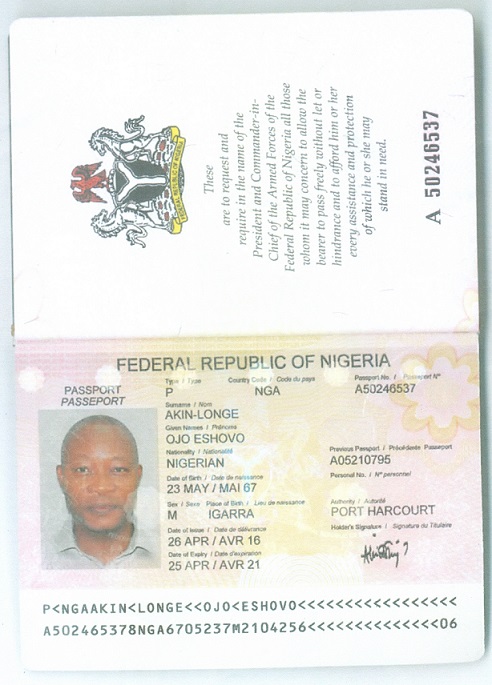 These
are to request and
require in the name of the
President and Commander-in-
Chief of the Armed Forces of the
Federal Republic of Nigeria all those
whom it may concern to allow the
bearer to pass freely without let or
hindrance and to afford him or her
every assistance and protection
of which he or she may
stand in need.
A 50246537
FEDERAL REPUBLIC OF NIGERIA
PASSPORT
PASSEPORT
Type / Type Country Code / Code du pays Passport No. / Passeport N°
P NGA A50246537
Surname / Nom
AKIN-LONGE
Given Names / Prénoms
OJO ESHOVO
Nationality / Nationalité Previous Passport / Précédente Passeport
NIGERIAN A05210795
Date of Birth / Date de naissance Personal No. / N° personnel
23 MAY / MAI 67
Sex / Sexe Place of Birth / Lieu de naissance Authority / Autorité
M IGARRA PORT HARCOURT
Date of Issue / Date de délivrance Holder's Signature / Signature du Titulaire
26 APR / AVR 16
Date of Expiry / Date d'expiration
25 APR / AVR 21
P<NGAAKIN<LONGE<<OJO<ESHOVO<<<<<<<<<<<<<<<<<
A502465378NGA6705237M2104256<<<<<<<<<<<<<<06